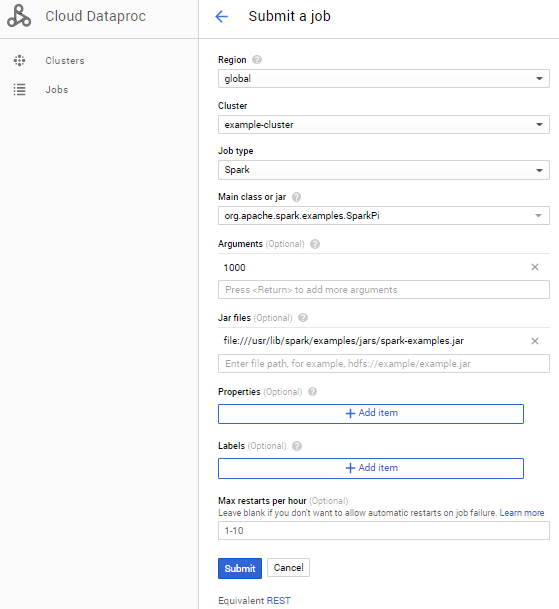 Cloud Dataproc
Submit a job
Clusters
Jobs
Region ?
global
Cluster
example-cluster
Job type
Spark
Main class or jar ?
org.apache.spark.examples.SparkPi
Arguments (Optional) ?
1000
Press <Return> to add more arguments
Jar files (Optional) ?
file:///usr/lib/spark/examples/jars/spark-examples.jar
Enter file path, for example, hdfs://example/example.jar
Properties (Optional) ?
+ Add item
Labels (Optional) ?
+ Add item
Max restarts per hour (Optional)
Leave blank if you don't want to allow automatic restarts on job failure. Learn more
1-10
Submit Cancel
Equivalent REST